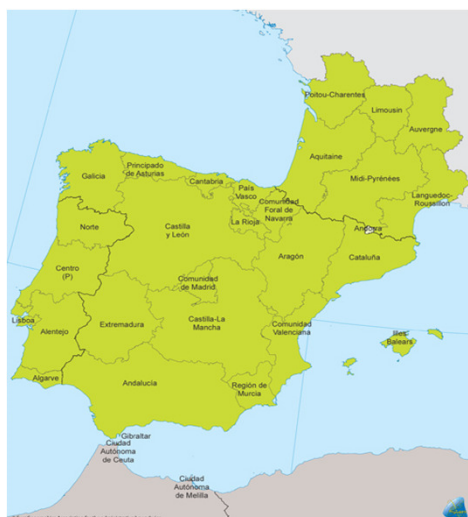 Poitou-Charentes
Limousin
Auvergne
Aquitaine
Midi-Pyrénées
Languedoc-
Roussillon
Galicia
Principado
de Asturias
Cantabria
País
Vasco
Comunidad
Foral de
Navarra
La Rioja
Andorra
Norte
Castilla
y León
Aragón
Cataluña
Centro
(P)
Comunidad
de Madrid
Lisboa
Alentejo
Extremadura
Castilla-La
Mancha
Comunidad
Valenciana
Illes
Balears
Algarve
Andalucía
Región de
Murcia
Gibraltar
Ciudad
Autónoma
de Ceuta
Ciudad
Autónoma
de Melilla